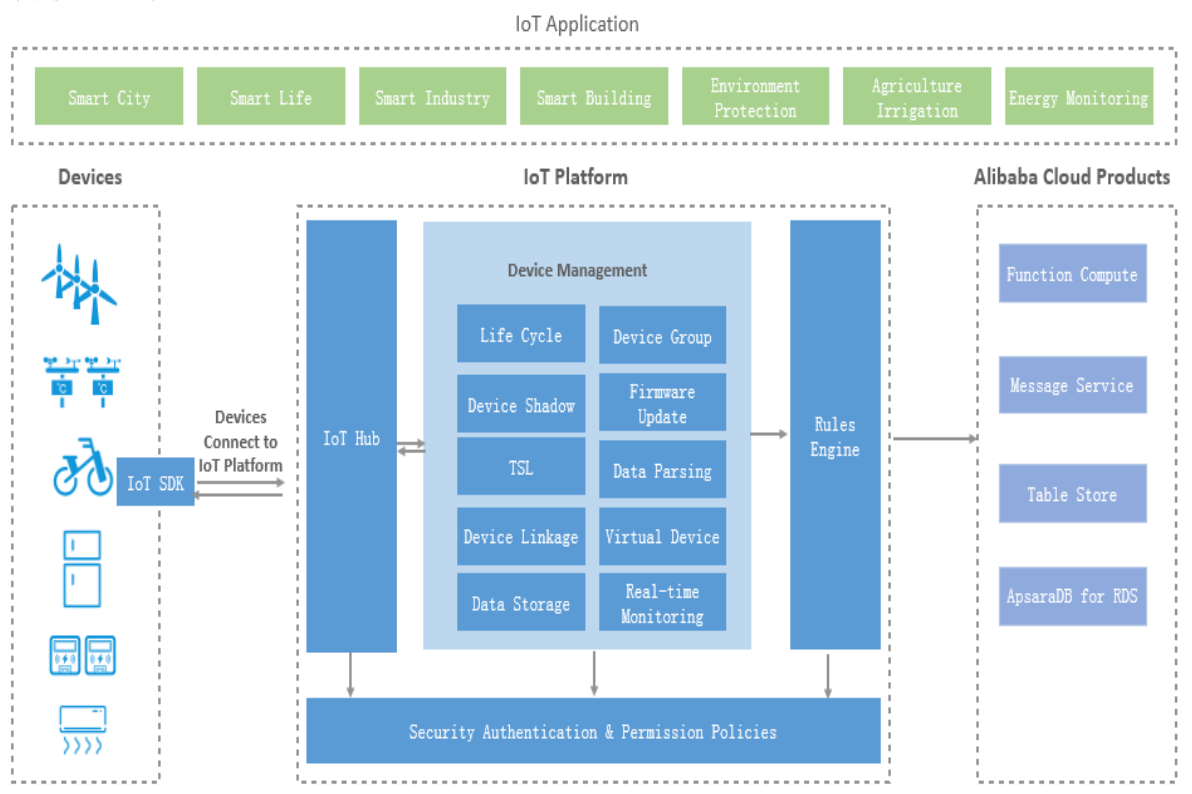 IoT Application
Smart City
Smart Life
Smart Industry
Smart Building
Environment
Protection
Agriculture
Irrigation
Energy Monitoring
Devices
IoT Platform
Alibaba Cloud Products
IoT SDK
Devices
Connect to
IoT Platform
IoT Hub
Device Management
Life Cycle
Device Group
Device Shadow
Firmware
Update
TSL
Data Parsing
Device Linkage
Virtual Device
Data Storage
Real-time
Monitoring
Rules
Engine
Security Authentication & Permission Policies
Function Compute
Message Service
Table Store
ApsaraDB for RDS
°C
°C